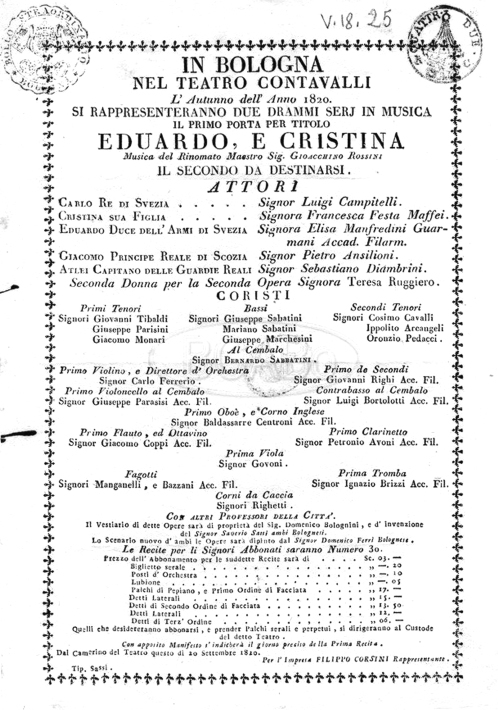 V.18.25
IN BOLOGNA
NEL TEATRO CONTAVALLI
L'Autunno dell'Anno 1820.
SI RAPPRESENTERANNO DUE DRAMMI SERJ IN MUSICA
IL PRIMO PORTA PER TITOLO
EDUARDO, E CRISTINA
Musica del Rinomato Maestro Sig. GIOACCHINO ROSSINI
IL SECONDO DA DESTINARSI.
ATTORI
CARLO RE DI SVEZIA . . . . . Signor Luigi Campitelli.
CRISTINA SUA FIGLIA . . . . . Signora Francesca Festa Maffei.
EDUARDO DUCE DELL'ARMI DI SVEZIA Signora Elisa Manfredini Guar-
mani Accad. Filarm.
GIACOMO PRINCIPE REALE DI SCOZIA Signor Pietro Ansilioni.
ATLEI CAPITANO DELLE GUARDIE REALI Signor Sebastiano Diambrini.
Seconda Donna per la Seconda Opera Signora Teresa Ruggiero.
CORISTI
Primi Tenori Bassi Secondi Tenori
Signori Giovanni Tibaldi Signori Giuseppe Sabatini Signori Cosimo Cavalli
Giuseppe Parisini Mariano Sabatini Ippolito Arcangeli
Giacomo Monari Giuseppe Marchesini Oronzio Pedacci.
Al Cembalo
Signor BERNARDO SABBATINI.
Primo Violino, e Direttore d'Orchestra Primo de Secondi
Signor Carlo Ferrerio. Signor Giovanni Righi Acc. Fil.
Primo Violoncello al Cembalo Contrabasso al Cembalo
Signor Giuseppe Parasisi Acc. Fil. Signor Luigi Bortolotti Acc. Fil.
Primo Oboè, e Corno Inglese
Signor Baldassarre Centroni Acc. Fil.
Primo Flauto, ed Ottavino Primo Clarinetto
Signor Giacomo Coppi Acc. Fil. Signor Petronio Avoni Acc. Fil.
Prima Viola
Signor Govoni.
Fagotti Prima Tromba
Signori Manganelli, e Bazzani Acc. Fil. Signor Ignazio Brizzi Acc. Fil.
Corni da Caccia
Signori Righetti.
CON ALTRI PROFESSORI DELLA CITTA'.
Il Vestiario di dette Opere sarà di proprietà del Sig. Domenico Bolognini, e d'invenzione
del Signor Saverio Sassi ambi Bolognesi.
Lo Scenario nuovo d'ambi le Opere sarà dipinto dal Signor Domenico Ferri Bolognese.
Le Recite per li Signori Abbonati saranno Numero 30.
Prezzo dell'Abbonamento per le suddette Recite sarà di Sc. 03. —
Biglietto serale „ —. 20
Posti d'Orchestra „ —. 10
Lubione „ —. 05
Palchi di Pepiano, e Primo Ordine di Facciata „ 17. —
Detti Laterali „ 15. —
Detti di Secondo Ordine di Facciata „ 13. 50
Detti Laterali „ 12. —
Detti di Terz'Ordine „ 06. —
Quelli che desidereranno abbonarsi, e prender Palchi serali e perpetui, si dirigeranno al Custode
del detto Teatro.
Con apposito Manifesto s'indicherà il giorno preciso della Prima Recita.
Dal Camerino del Teatro questo dì 20 Settembre 1820.
Per l'Impresa FILIPPO CORSINI Rappresentante.
Tip. Sassi.